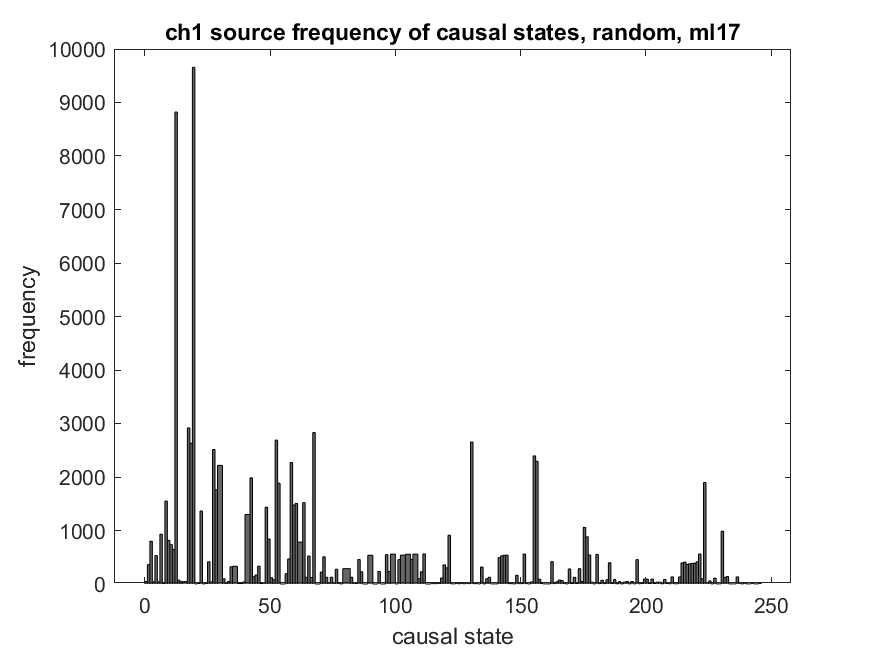 ch1 source frequency of causal states, random, ml17
10000
9000
8000
7000
6000
5000
4000
3000
2000
1000
0
frequency
0 50 100 150 200 250
causal state